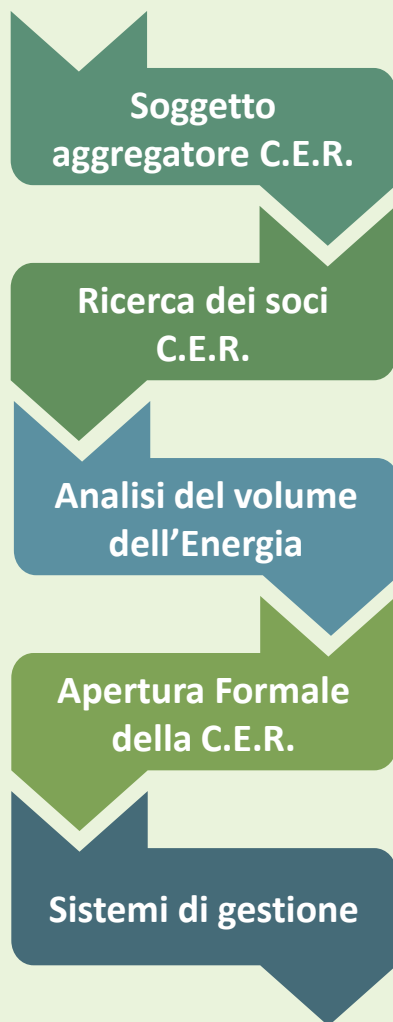 Soggetto
aggregatore C.E.R.
Ricerca dei soci
C.E.R.
Analisi del volume
dell’Energia
Apertura Formale
della C.E.R.
Sistemi di gestione